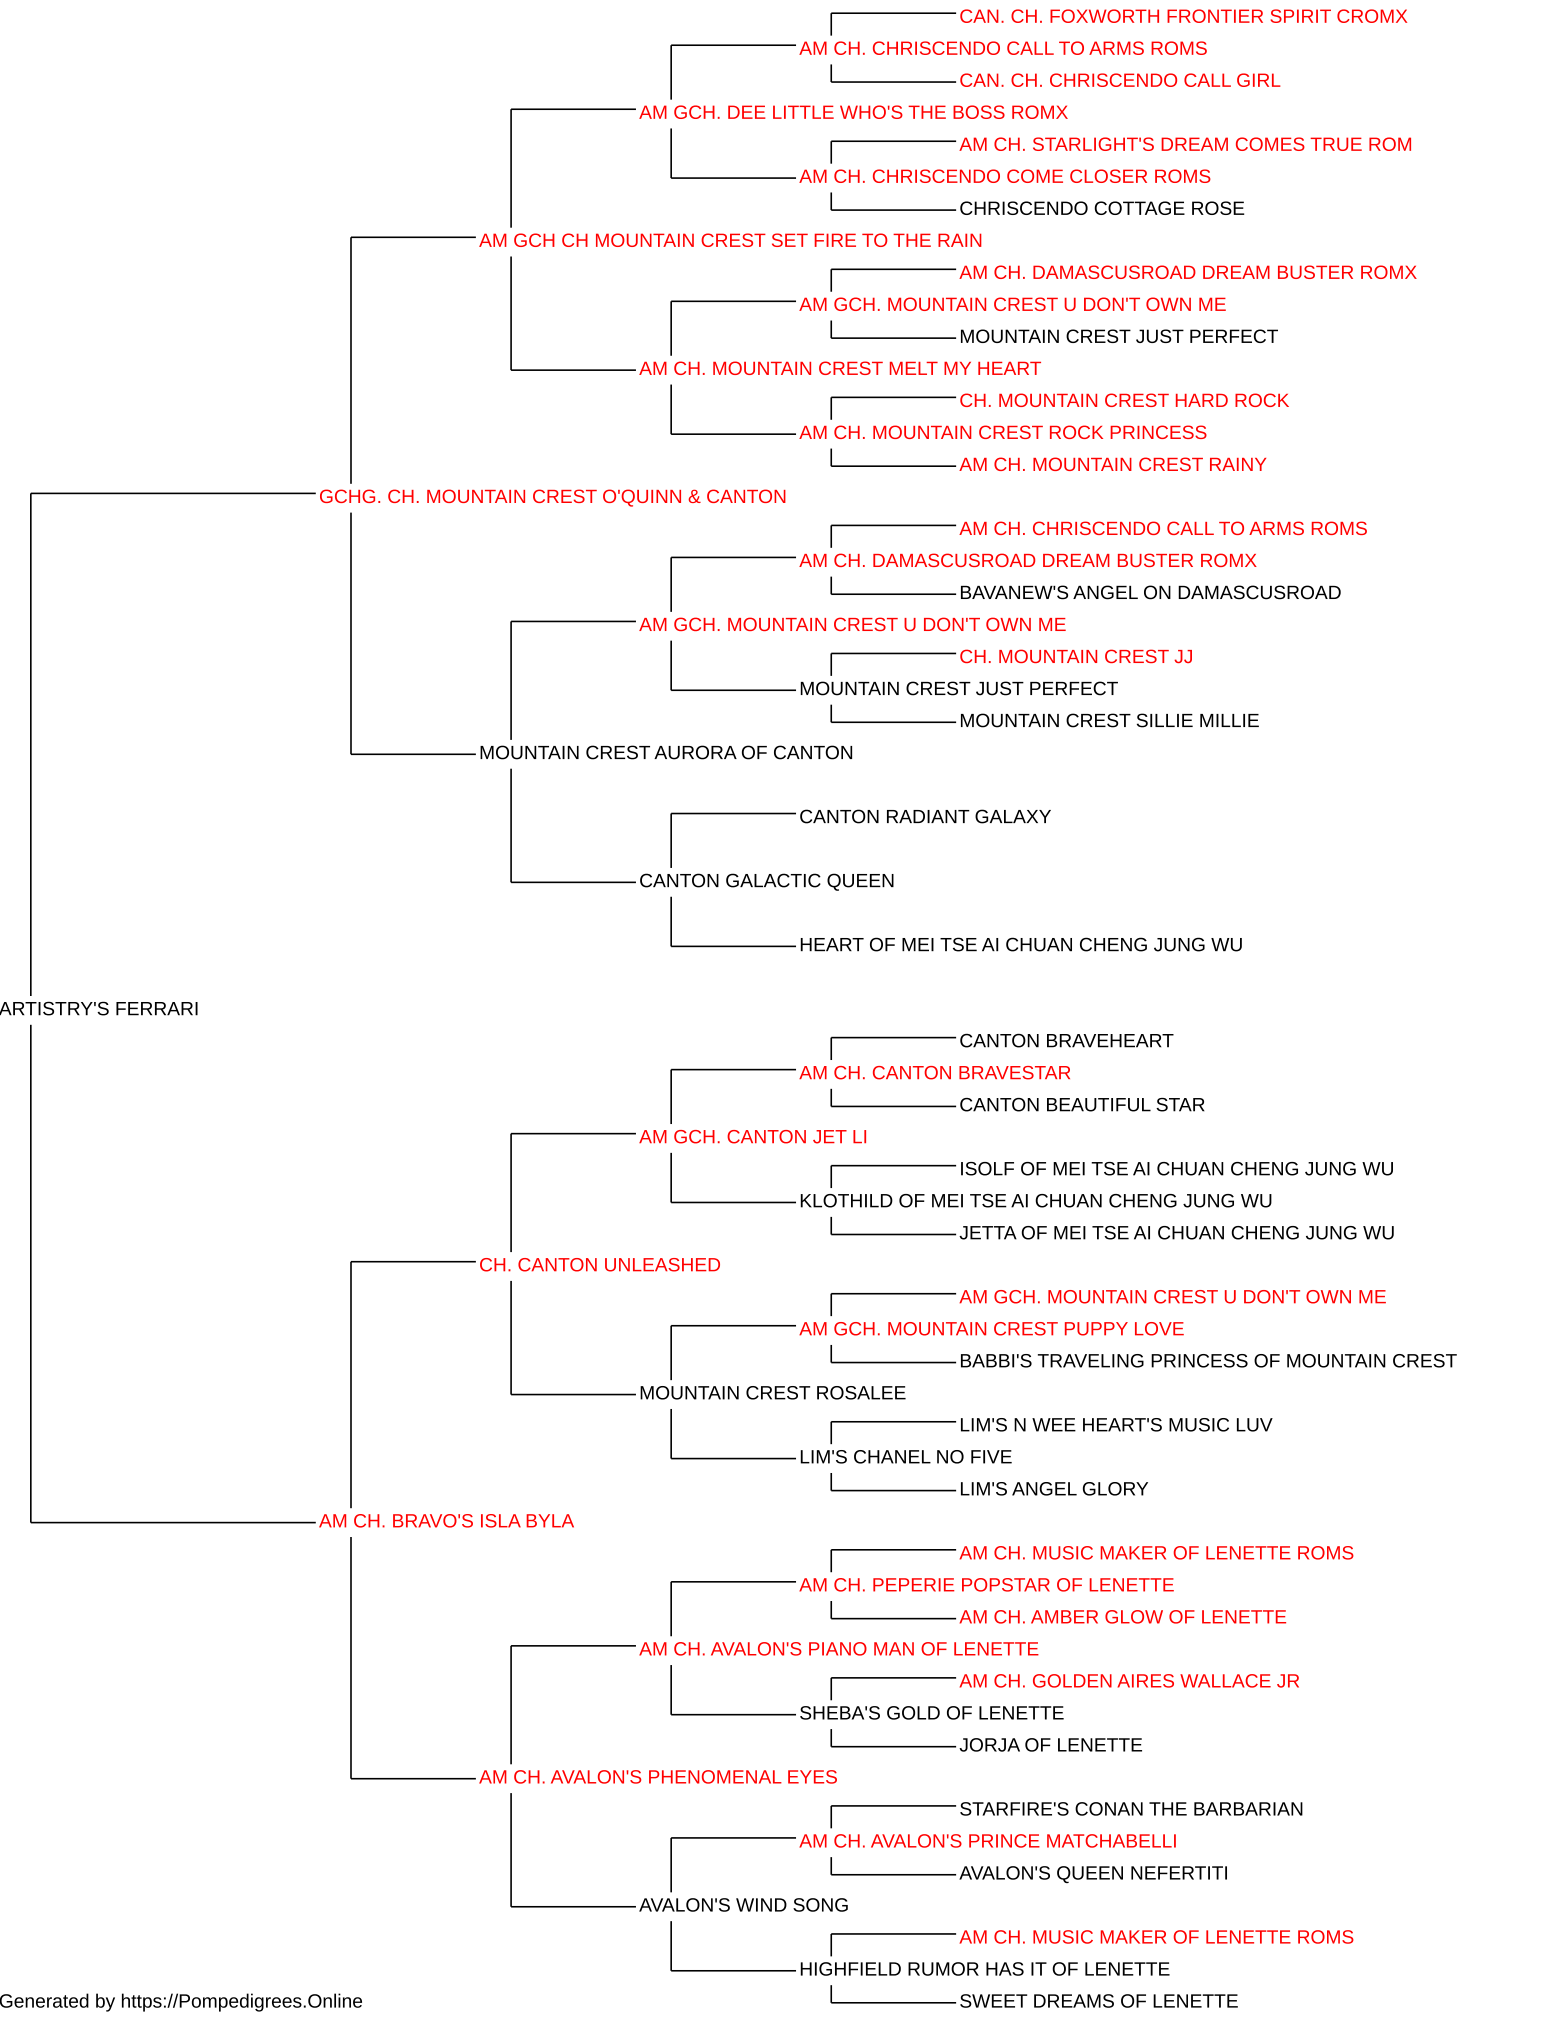 CAN. CH. FOXWORTH FRONTIER SPIRIT CROMX
AM CH. CHRISCENDO CALL TO ARMS ROMS
CAN. CH. CHRISCENDO CALL GIRL
AM GCH. DEE LITTLE WHO'S THE BOSS ROMX
AM CH. STARLIGHT'S DREAM COMES TRUE ROM
AM CH. CHRISCENDO COME CLOSER ROMS
CHRISCENDO COTTAGE ROSE
AM GCH CH MOUNTAIN CREST SET FIRE TO THE RAIN
AM CH. DAMASCUSROAD DREAM BUSTER ROMX
AM GCH. MOUNTAIN CREST U DON'T OWN ME
MOUNTAIN CREST JUST PERFECT
AM CH. MOUNTAIN CREST MELT MY HEART
CH. MOUNTAIN CREST HARD ROCK
AM CH. MOUNTAIN CREST ROCK PRINCESS
AM CH. MOUNTAIN CREST RAINY
GCHG. CH. MOUNTAIN CREST O'QUINN & CANTON
AM CH. CHRISCENDO CALL TO ARMS ROMS
AM CH. DAMASCUSROAD DREAM BUSTER ROMX
BAVANEW'S ANGEL ON DAMASCUSROAD
AM GCH. MOUNTAIN CREST U DON'T OWN ME
CH. MOUNTAIN CREST JJ
MOUNTAIN CREST JUST PERFECT
MOUNTAIN CREST SILLIE MILLIE
MOUNTAIN CREST AURORA OF CANTON
CANTON RADIANT GALAXY
CANTON GALACTIC QUEEN
HEART OF MEI TSE AI CHUAN CHENG JUNG WU
ARTISTRY'S FERRARI
CANTON BRAVEHEART
AM CH. CANTON BRAVESTAR
CANTON BEAUTIFUL STAR
AM GCH. CANTON JET LI
ISOLF OF MEI TSE AI CHUAN CHENG JUNG WU
KLOTHILD OF MEI TSE AI CHUAN CHENG JUNG WU
JETTA OF MEI TSE AI CHUAN CHENG JUNG WU
CH. CANTON UNLEASHED
AM GCH. MOUNTAIN CREST U DON'T OWN ME
AM GCH. MOUNTAIN CREST PUPPY LOVE
BABBI'S TRAVELING PRINCESS OF MOUNTAIN CREST
MOUNTAIN CREST ROSALEE
LIM'S N WEE HEART'S MUSIC LUV
LIM'S CHANEL NO FIVE
LIM'S ANGEL GLORY
AM CH. BRAVO'S ISLA BYLA
AM CH. MUSIC MAKER OF LENETTE ROMS
AM CH. PEPERIE POPSTAR OF LENETTE
AM CH. AMBER GLOW OF LENETTE
AM CH. AVALON'S PIANO MAN OF LENETTE
AM CH. GOLDEN AIRES WALLACE JR
SHEBA'S GOLD OF LENETTE
JORJA OF LENETTE
AM CH. AVALON'S PHENOMENAL EYES
STARFIRE'S CONAN THE BARBARIAN
AM CH. AVALON'S PRINCE MATCHABELLI
AVALON'S QUEEN NEFERTITI
AVALON'S WIND SONG
AM CH. MUSIC MAKER OF LENETTE ROMS
HIGHFIELD RUMOR HAS IT OF LENETTE
SWEET DREAMS OF LENETTE
Generated by https://Pompedigrees.Online